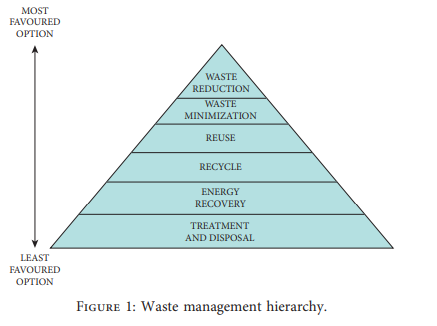 MOST
FAVOURED
OPTION
WASTE
REDUCTION
WASTE
MINIMIZATION
REUSE
RECYCLE
ENERGY
RECOVERY
TREATMENT
AND DISPOSAL
LEAST
FAVOURED
OPTION
FIGURE 1: Waste management hierarchy.